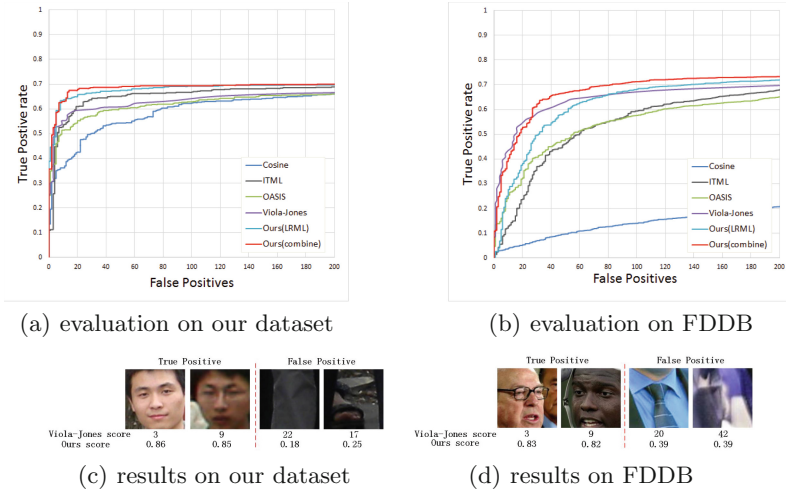 True Postive rate
1
0.9
0.8
0.7
0.6
0.5
0.4
0.3
0.2
0.1
0
0 20 40 60 80 100 120 140 160 180 200
False Positives
Cosine
ITML
OASIS
Viola-Jones
Ours(LRML)
Ours(combine)
(a) evaluation on our dataset
True Positive rate
1
0.9
0.8
0.7
0.6
0.5
0.4
0.3
0.2
0.1
0
0 20 40 60 80 100 120 140 160 180 200
False Positives
Cosine
ITML
OASIS
Viola-Jones
Ours(LRML)
Ours(combine)
(b) evaluation on FDDB
True Positive False Positive
Viola-Jones score 3 9 22 17
Ours score 0.86 0.85 0.18 0.25
(c) results on our dataset
True Positive False Positive
Viola-Jones score 3 9 20 42
Ours score 0.83 0.82 0.39 0.39
(d) results on FDDB